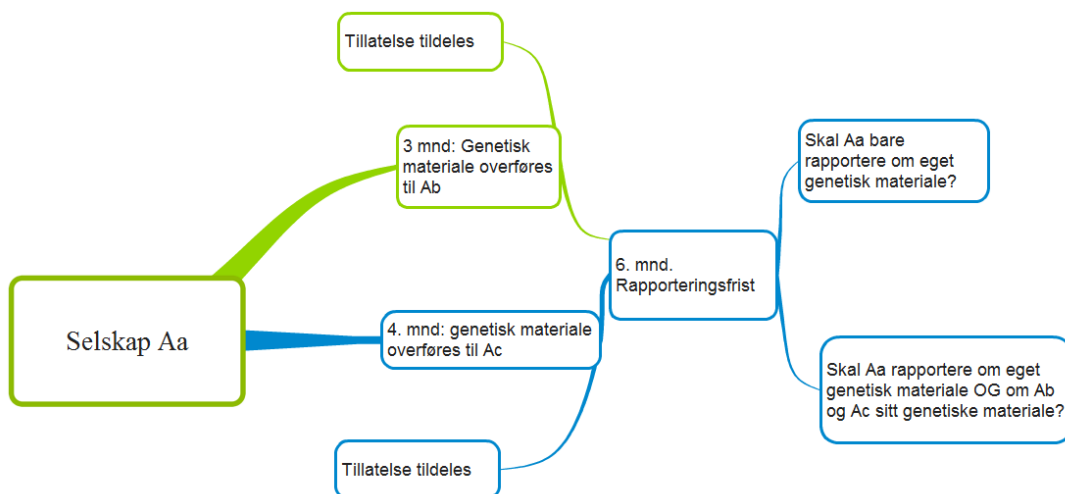 Tillatelse tildeles
3 mnd: Genetisk
materiale overføres
til Ab
Selskap Aa
4. mnd: genetisk materiale
overføres til Ac
Tillatelse tildeles
6. mnd.
Rapporteringsfrist
Skal Aa bare
rapportere om eget
genetisk materiale?
Skal Aa rapportere om eget
genetisk materiale OG om Ab
og Ac sitt genetiske materiale?